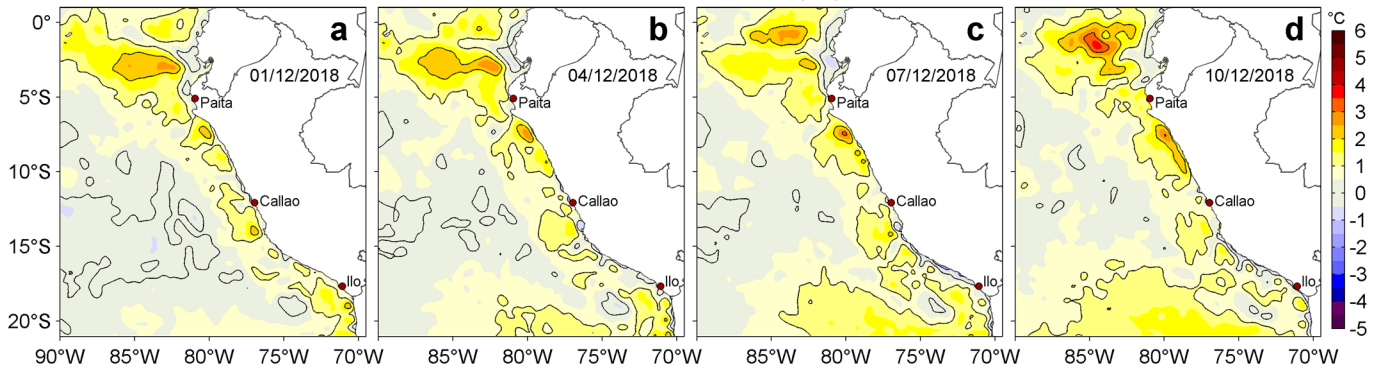 a b c d
°C
01/12/2018 04/12/2018 07/12/2018 10/12/2018
Paita Paita Paita Paita
Callao Callao Callao Callao
Ilo Ilo Ilo Ilo
0°
5°S
10°S
15°S
20°S
90°W 85°W 80°W 75°W 70°W 85°W 80°W 75°W 70°W 85°W 80°W 75°W 70°W 85°W 80°W 75°W 70°W
6
5
4
3
2
1
0
-1
-2
-3
-4
-5